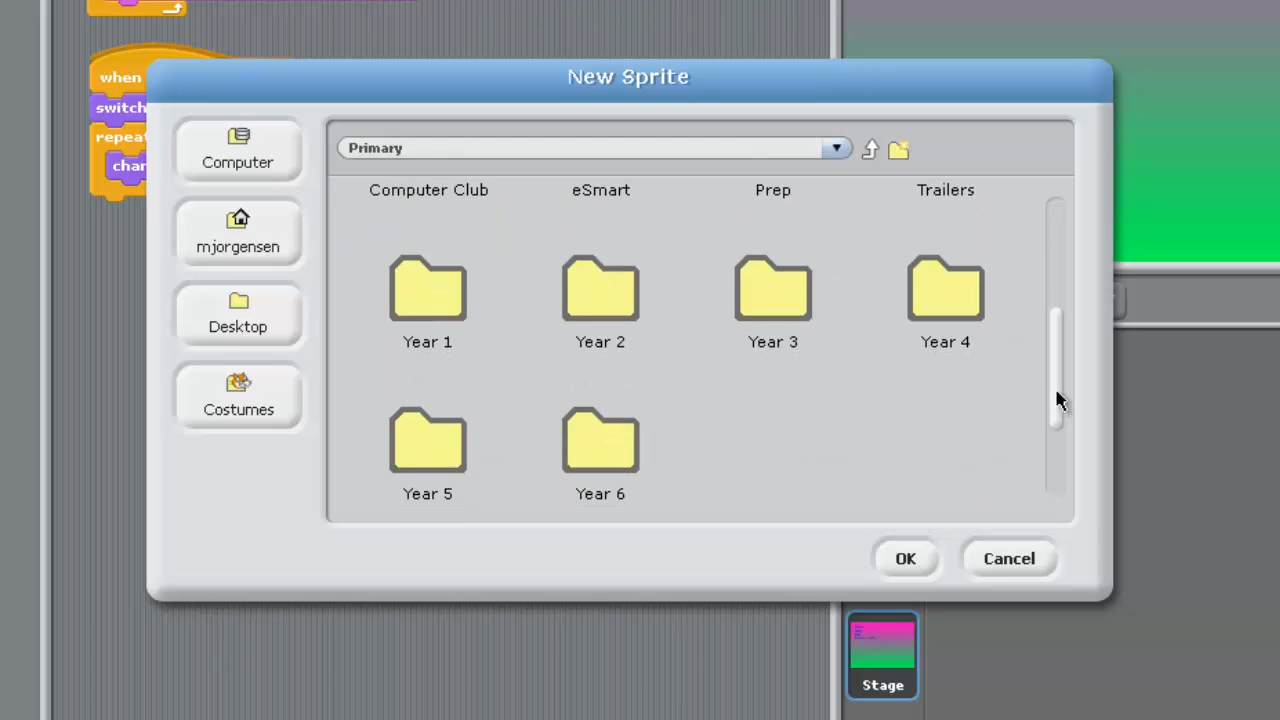 New Sprite
when
switch
repeat
chan
Computer
mjorgensen
Desktop
Costumes
Primary
Computer Club eSmart Prep Trailers
Year 1 Year 2 Year 3 Year 4
Year 5 Year 6
OK Cancel
Stage